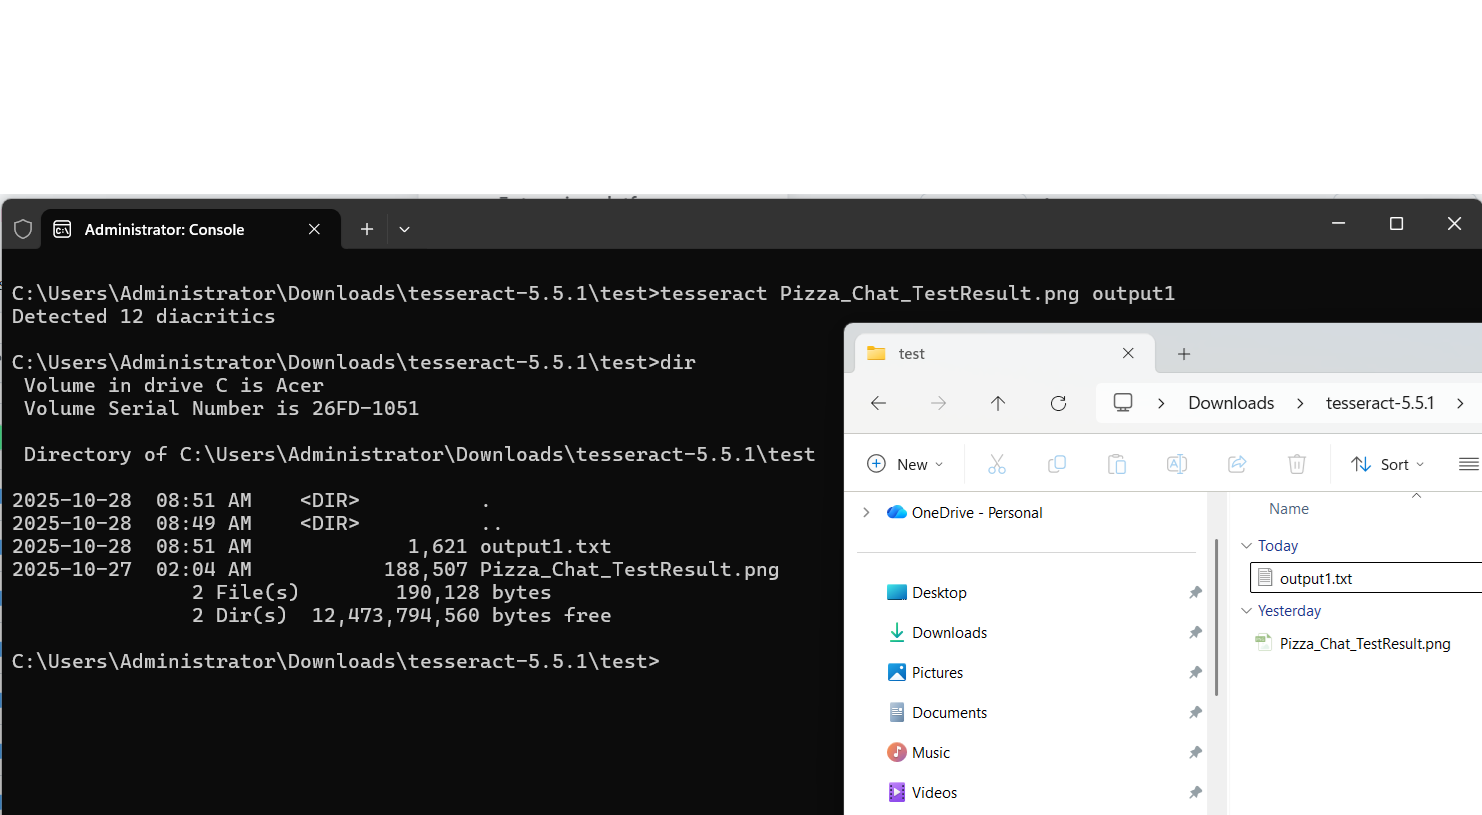 Administrator: Console
C:\Users\Administrator\Downloads\tesseract-5.5.1\test>tesseract Pizza_Chat_TestResult.png output1
Detected 12 diacritics
C:\Users\Administrator\Downloads\tesseract-5.5.1\test>dir
Volume in drive C is Acer
Volume Serial Number is 26FD-1051
Directory of C:\Users\Administrator\Downloads\tesseract-5.5.1\test
2025-10-28  08:51 AM    <DIR>          .
2025-10-28  08:49 AM    <DIR>          ..
2025-10-28  08:51 AM             1,621 output1.txt
2025-10-27  02:04 AM           188,507 Pizza_Chat_TestResult.png
2 File(s)        190,128 bytes
2 Dir(s)  12,473,794,560 bytes free
C:\Users\Administrator\Downloads\tesseract-5.5.1\test>
test
Downloads > tesseract-5.5.1 >
New
Sort
OneDrive - Personal
Desktop
Downloads
Pictures
Documents
Music
Videos
Name
Today
output1.txt
Yesterday
Pizza_Chat_TestResult.png